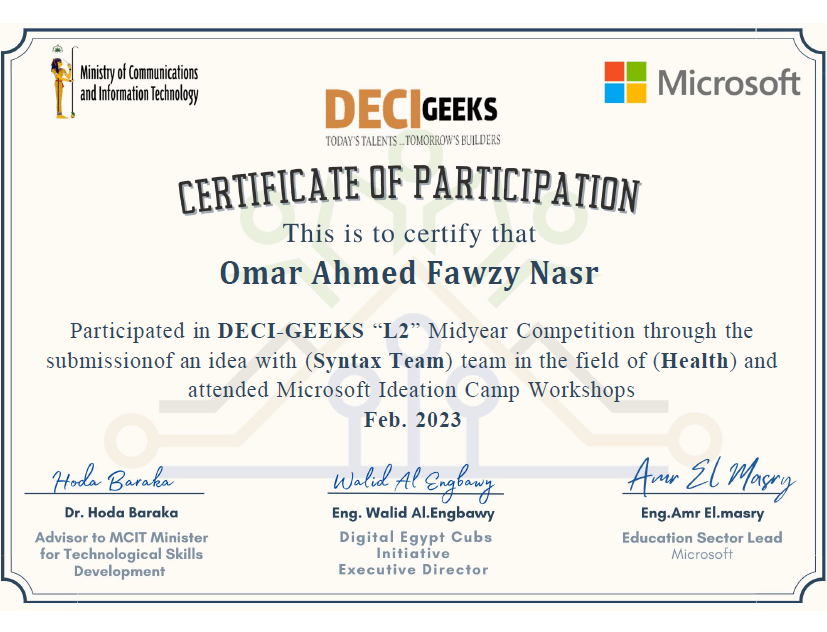 Ministry of Communications
and Information Technology
Microsoft
DECI GEEKS
TODAY'S TALENTS ...TOMORROW'S BUILDERS
CERTIFICATE OF PARTICIPATION
This is to certify that
Omar Ahmed Fawzy Nasr
Participated in DECI-GEEKS “L2” Midyear Competition through the
submissionof an idea with (Syntax Team) team in the field of (Health) and
attended Microsoft Ideation Camp Workshops
Feb. 2023
Hoda Baraka
Dr. Hoda Baraka
Advisor to MCIT Minister
for Technological Skills
Development
Walid Al Engbawy
Eng. Walid Al.Engbawy
Digital Egypt Cubs
Initiative
Executive Director
Amr El Masry
Eng.Amr El.masry
Education Sector Lead
Microsoft